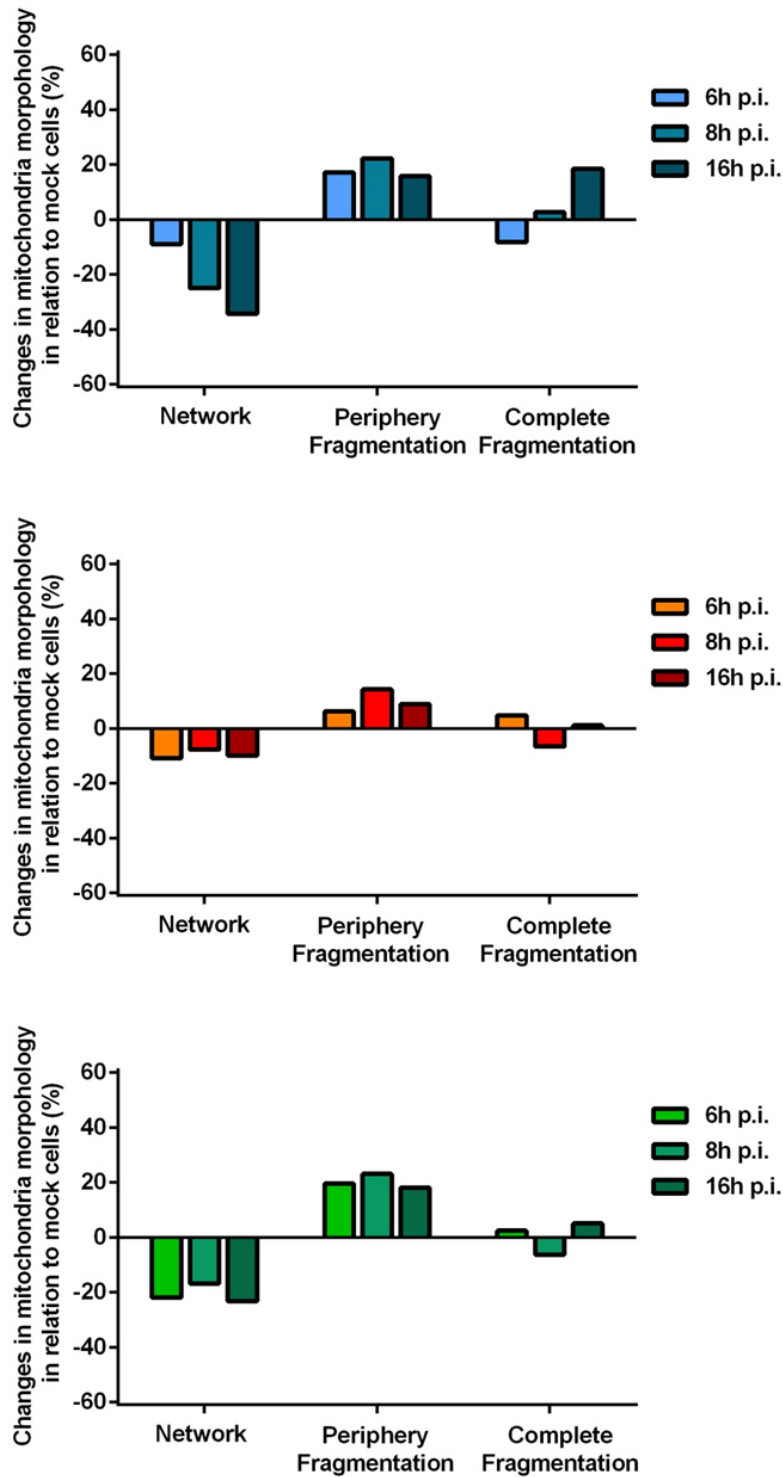 Changes in mitochondria morpohology
in relation to mock cells (%)
60
40
20
0
-20
-40
-60
Network
Periphery
Fragmentation
Complete
Fragmentation
6h p.i.
8h p.i.
16h p.i.
Changes in mitochondria morpohology
in relation to mock cells (%)
60
40
20
0
-20
-40
-60
Network
Periphery
Fragmentation
Complete
Fragmentation
6h p.i.
8h p.i.
16h p.i.
Changes in mitochondria morpohology
in relation to mock cells (%)
60
40
20
0
-20
-40
-60
Network
Periphery
Fragmentation
Complete
Fragmentation
6h p.i.
8h p.i.
16h p.i.